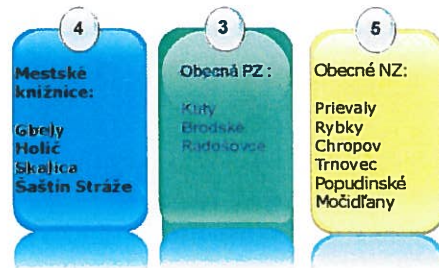 4
Mestské
knižnice:
Gbely
Holíč
Skalica
Šaštín Stráže
3
Obecná PZ :
Kúty
Brodské
Radošovce
5
Obecné NZ:
Prievaly
Rybky
Chropov
Trnovec
Popudinské
Močidľany